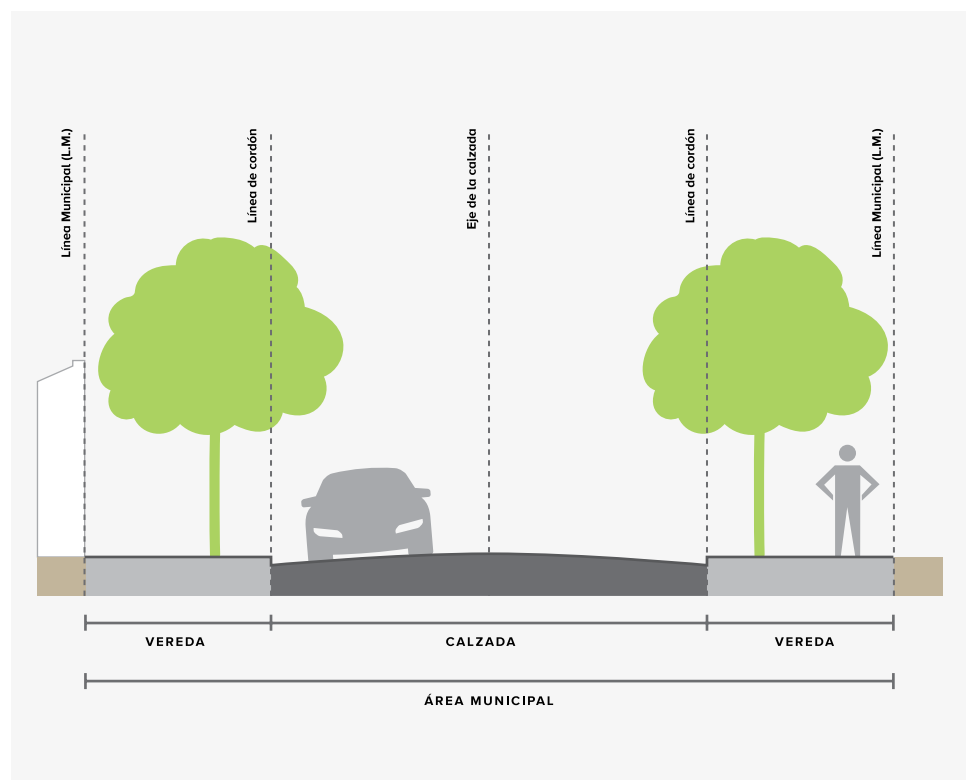 Línea Municipal (L.M.)
Línea de cordón
Eje de la calzada
Línea de cordón
Línea Municipal (L.M.)
VEREDA
CALZADA
VEREDA
ÁREA MUNICIPAL